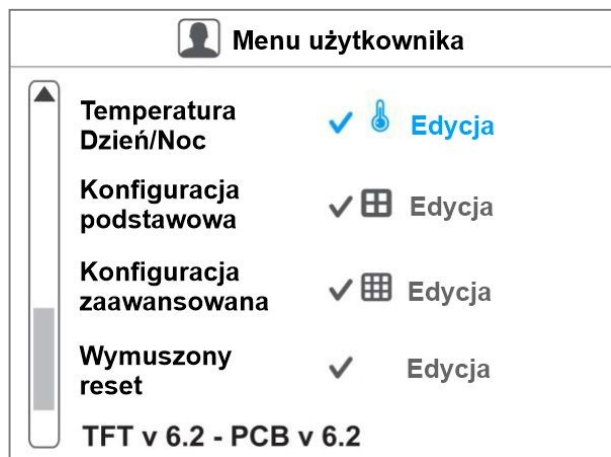 Menu użytkownika
Temperatura
Dzień/Noc
Edycja
Konfiguracja
podstawowa
Edycja
Konfiguracja
zaawansowana
Edycja
Wymuszony
reset
Edycja
TFT v 6.2 - PCB v 6.2